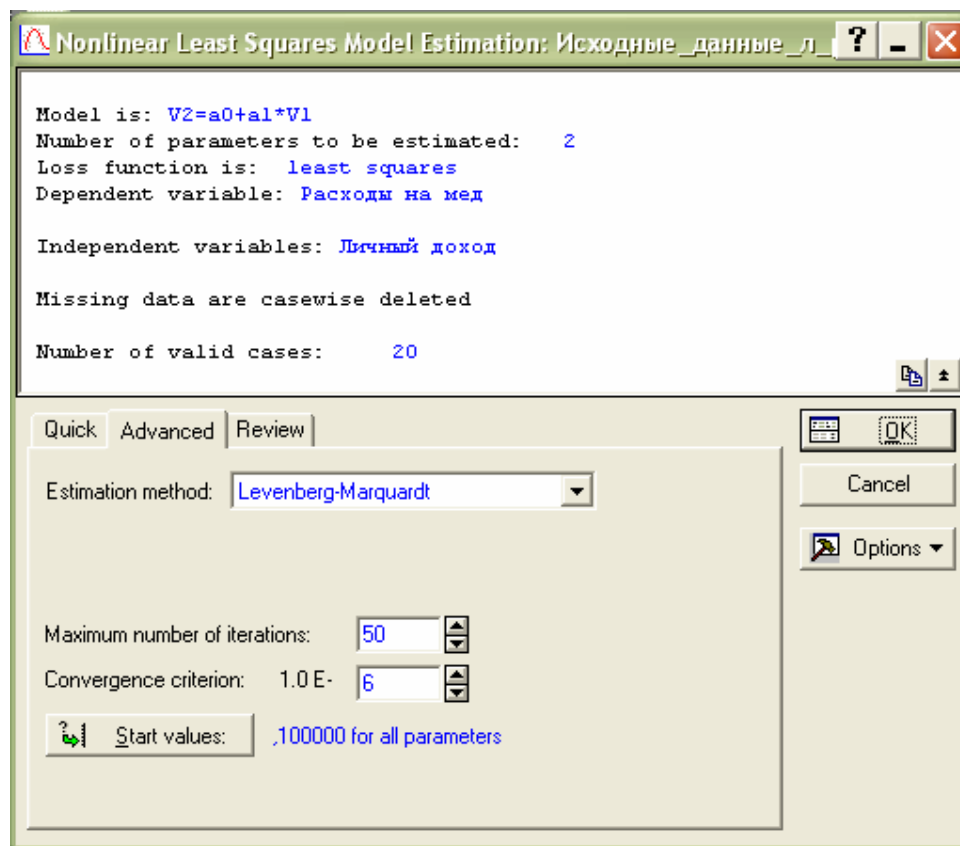 Nonlinear Least Squares Model Estimation: Исходные_данные_л_
Model is: V2=a0+a1*V1
Number of parameters to be estimated: 2
Loss function is: least squares
Dependent variable: Расходы на мед
Independent variables: Личный доход
Missing data are casewise deleted
Number of valid cases: 20
Quick Advanced Review
OK
Estimation method: Levenberg-Marquardt
Cancel
Options
Maximum number of iterations: 50
Convergence criterion: 1.0 E- 6
Start values: ,100000 for all parameters